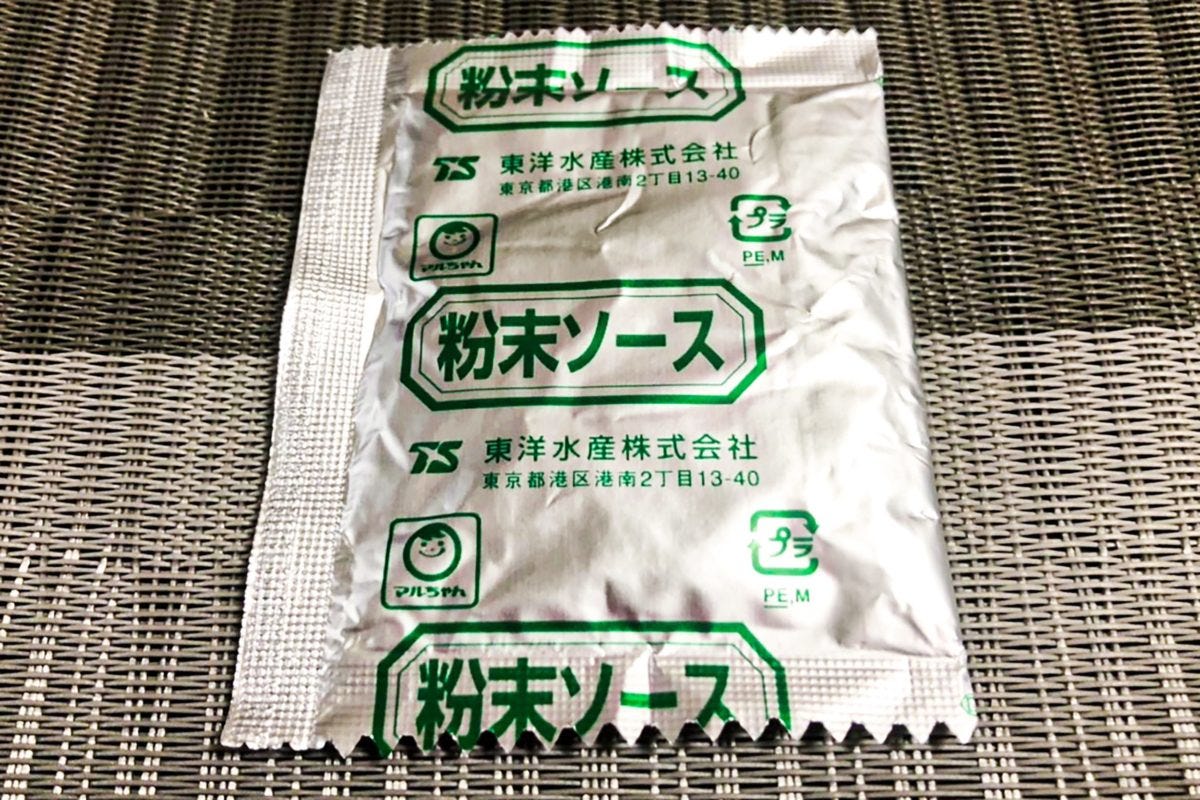 粉末ソース
TS 東洋水産株式会社
東京都港区港南2丁目13-40
マルちゃん
プラ
PE,M
粉末ソース
TS 東洋水産株式会社
東京都港区港南2丁目13-40
マルちゃん
プラ
PE,M
粉末ソース